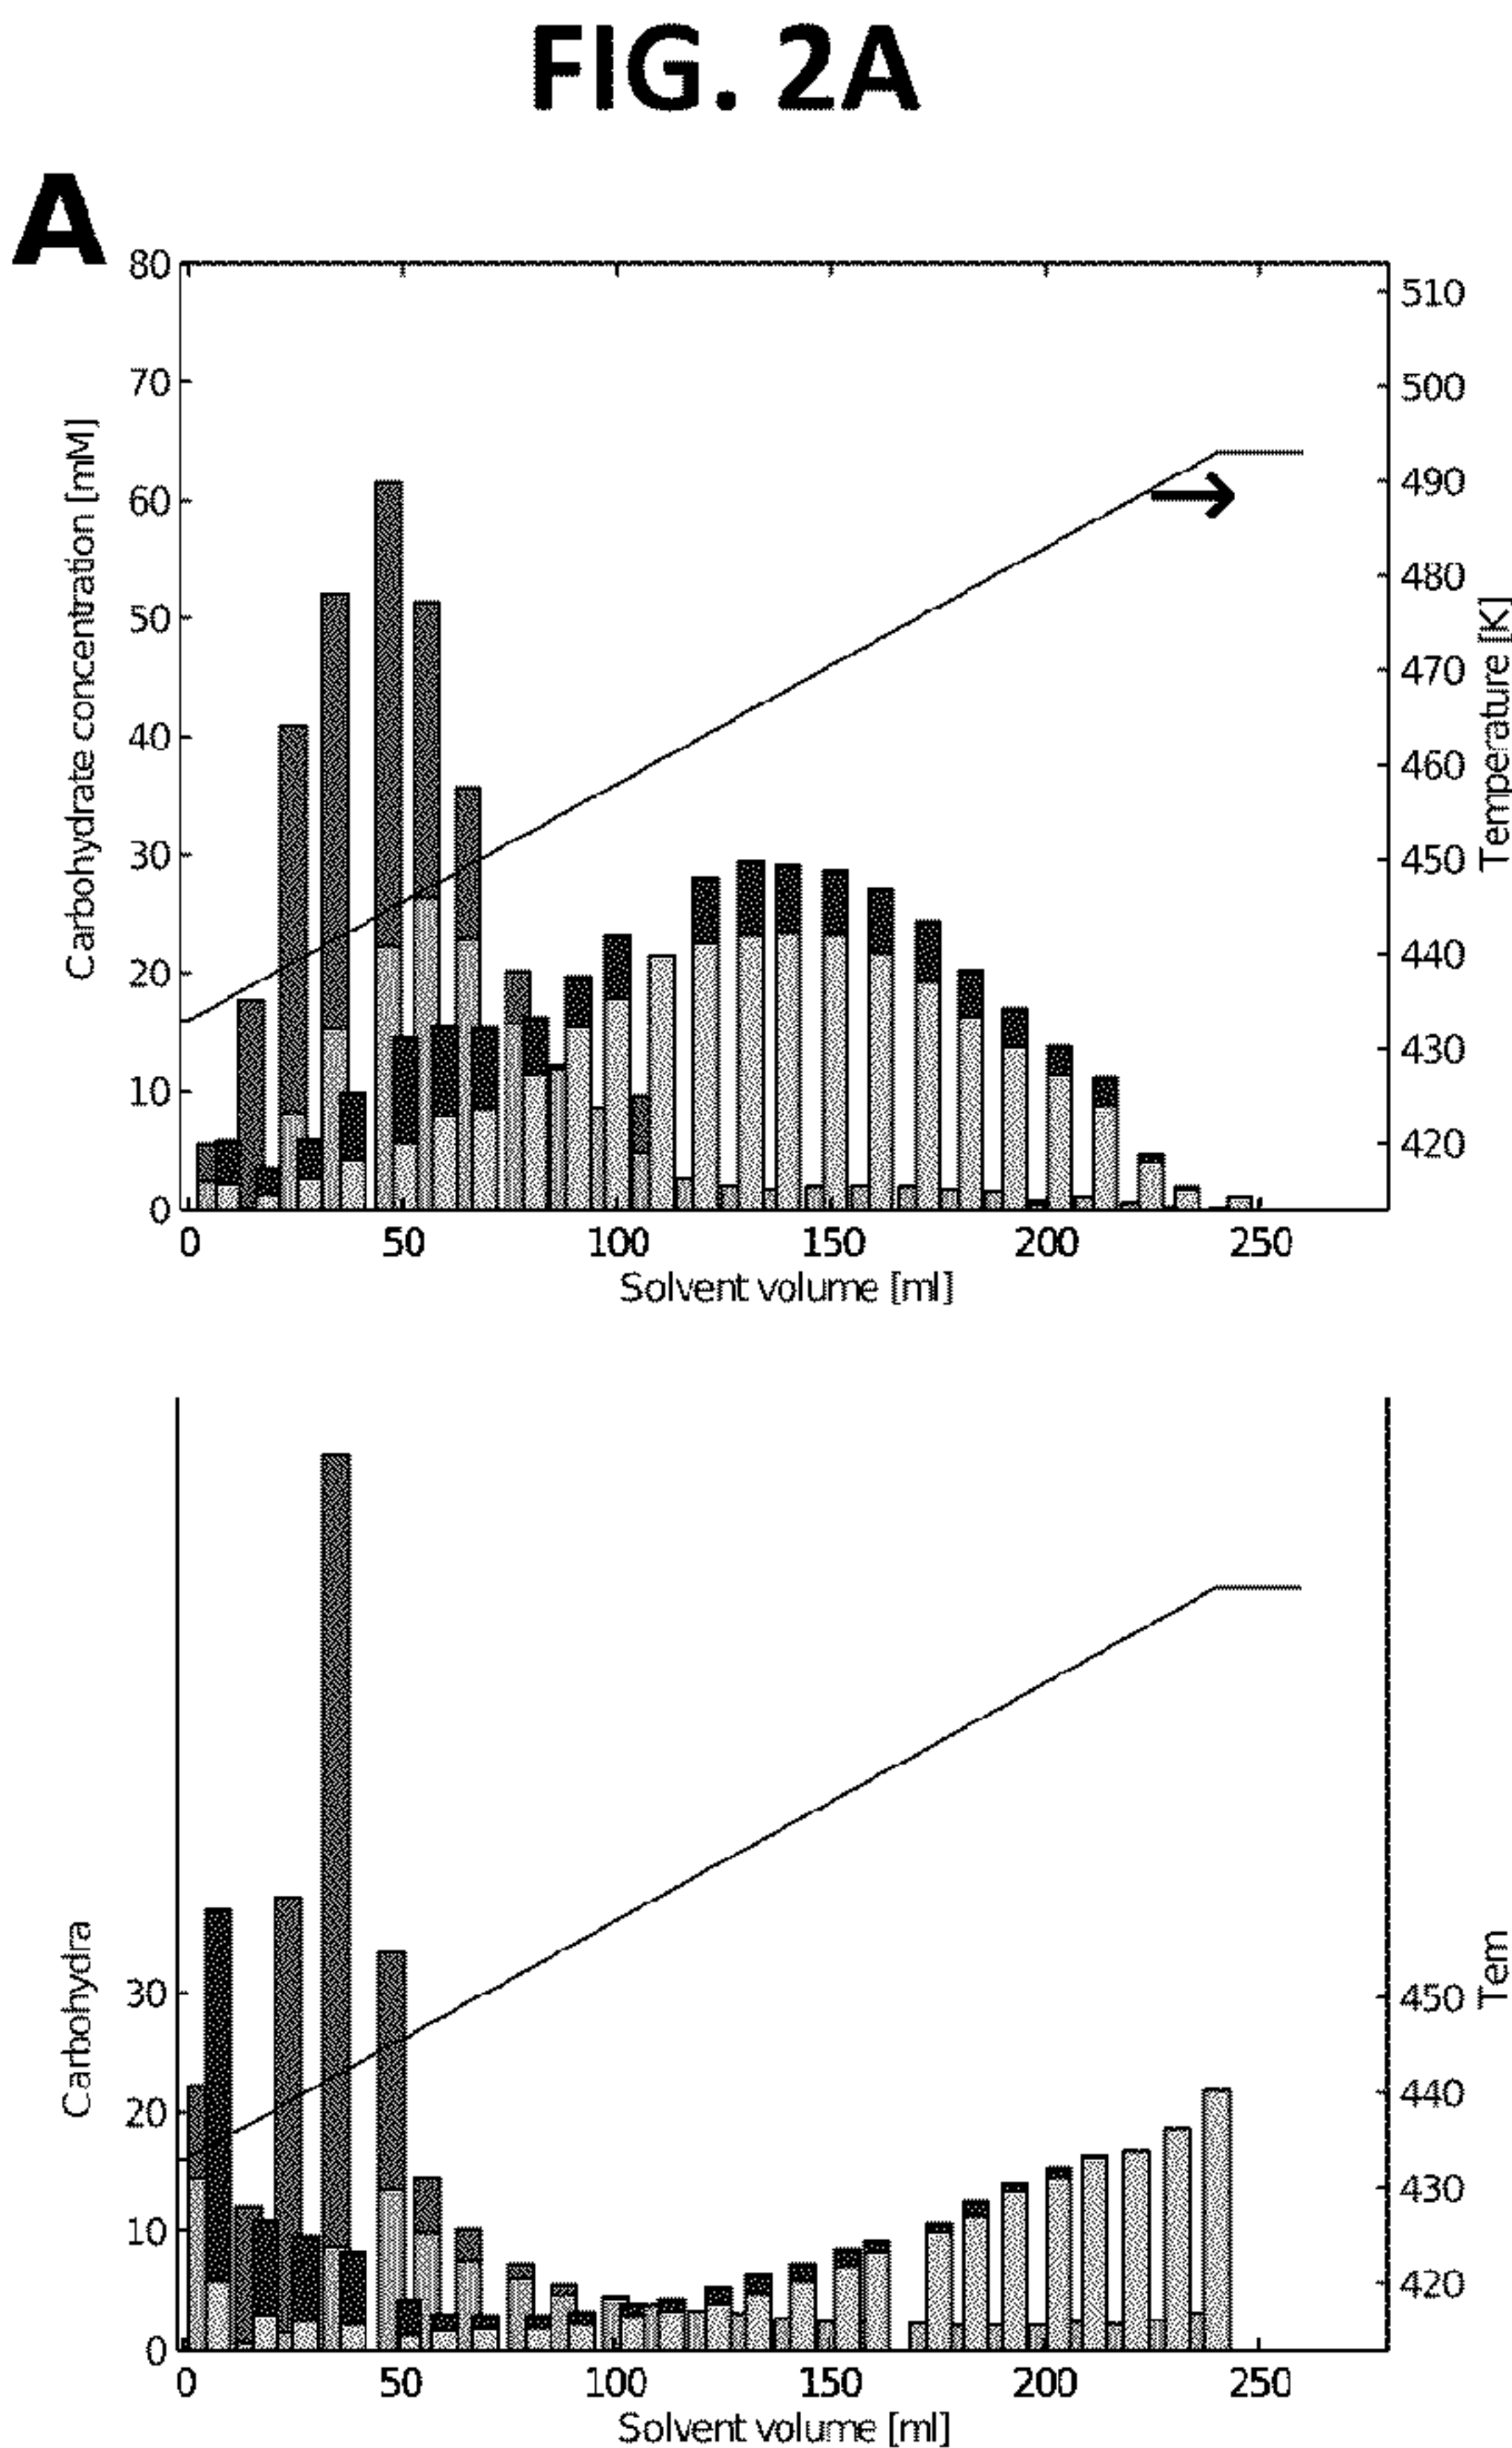 FIG. 2A
A
80
70
60
50
40
30
20
10
0
Carbohydrate concentration [mM]
510
500
490
480
470
460
450
440
430
420
Temperature [K]
0 50 100 150 200 250
Solvent volume [ml]
30
20
10
0
Carbohydra
450
440
430
420
Tem
0 50 100 150 200 250
Solvent volume [ml]